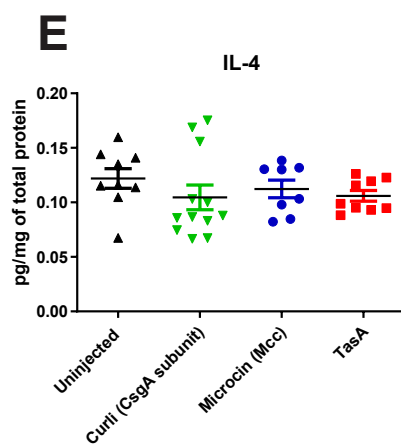 E
IL-4
pg/mg of total protein
0.20
0.15
0.10
0.05
0.00
Uninjected
Curli (CsgA subunit)
Microcin (Mcc)
TasA